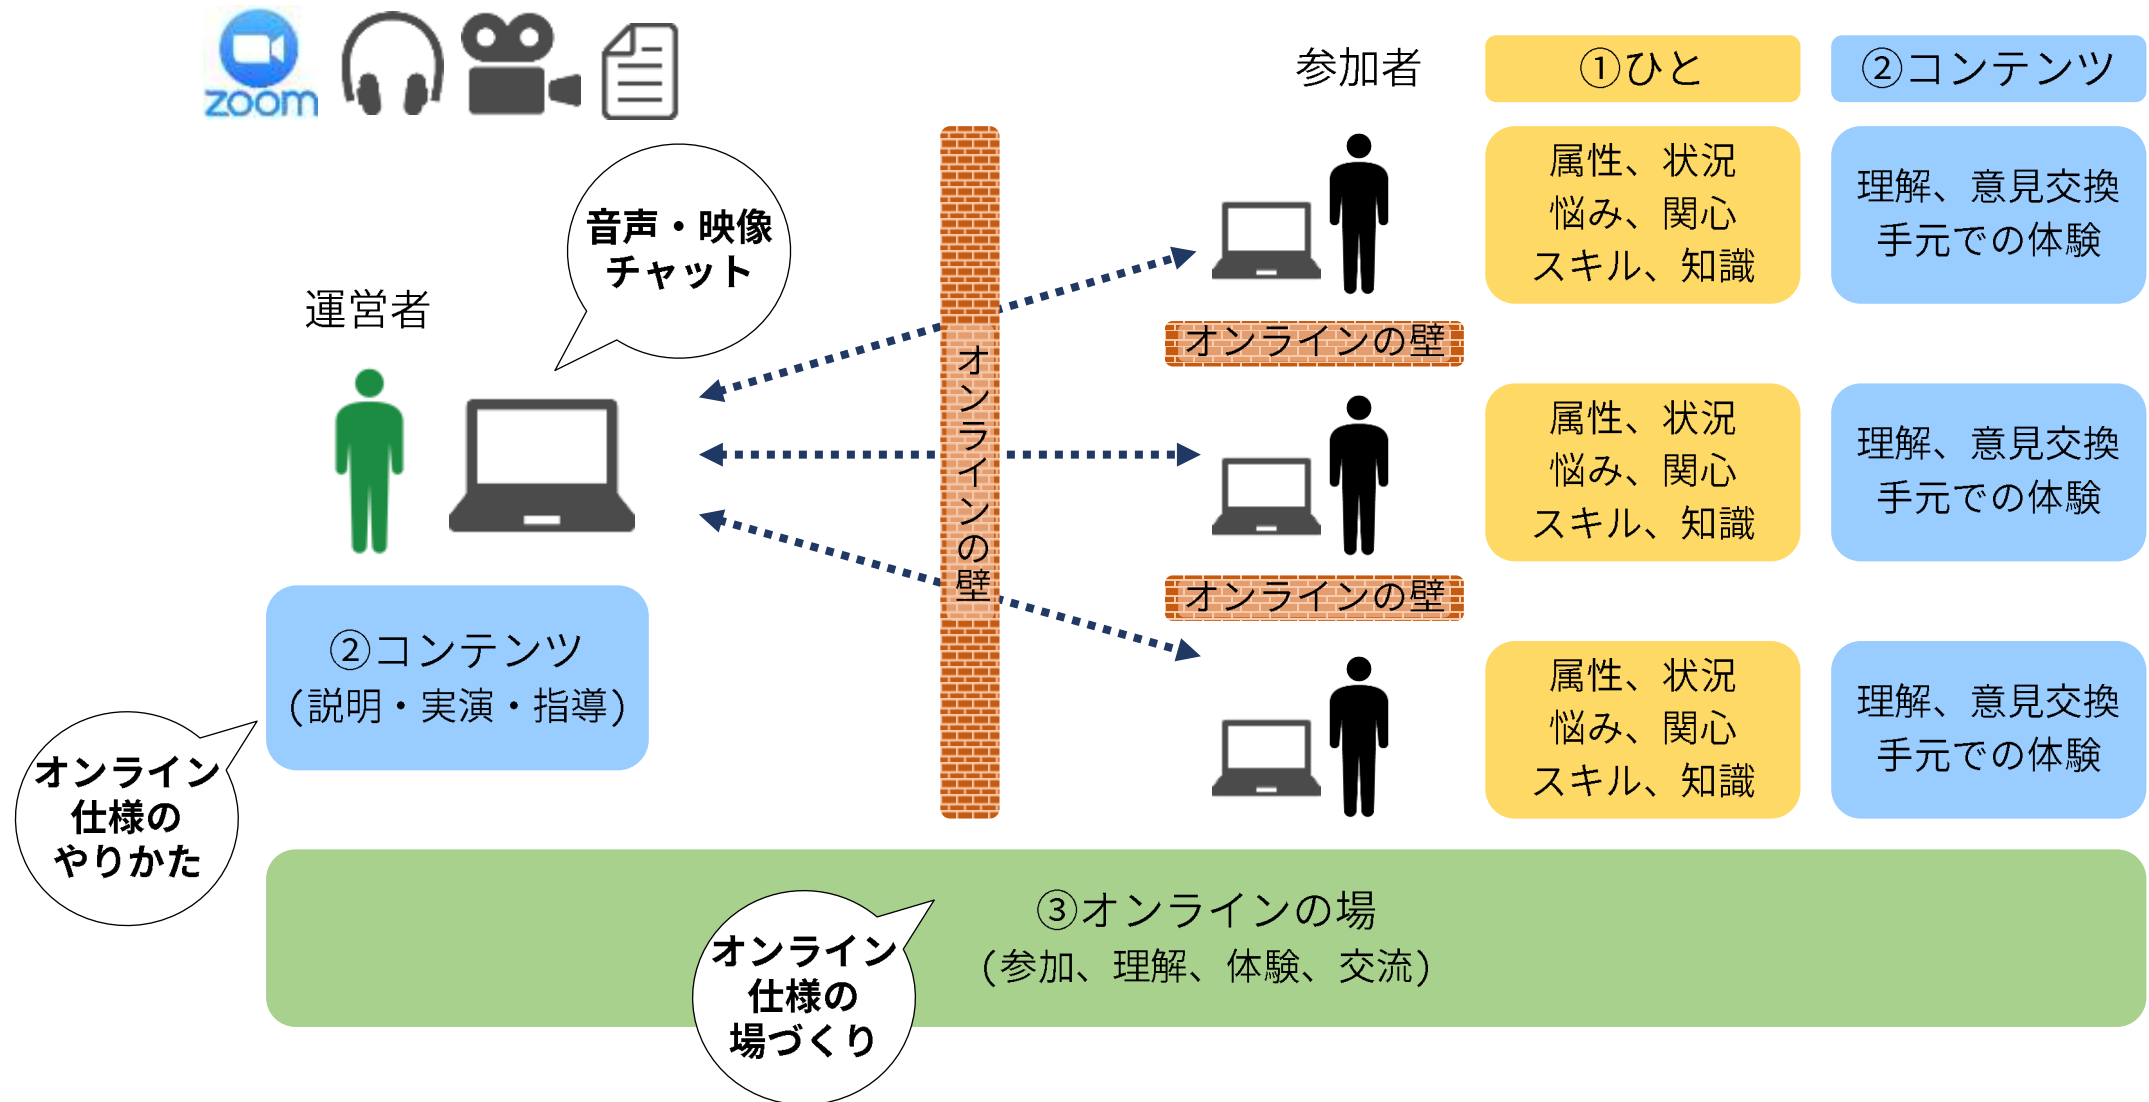 zoom
参加者
①ひと
②コンテンツ
音声・映像
チャット
運営者
オンラインの壁
属性、状況
悩み、関心
スキル、知識
理解、意見交換
手元での体験
オンラインの壁
属性、状況
悩み、関心
スキル、知識
理解、意見交換
手元での体験
オンラインの壁
属性、状況
悩み、関心
スキル、知識
理解、意見交換
手元での体験
②コンテンツ
(説明・実演・指導)
オンライン
仕様の
やりかた
③オンラインの場
(参加、理解、体験、交流)
オンライン
仕様の
場づくり